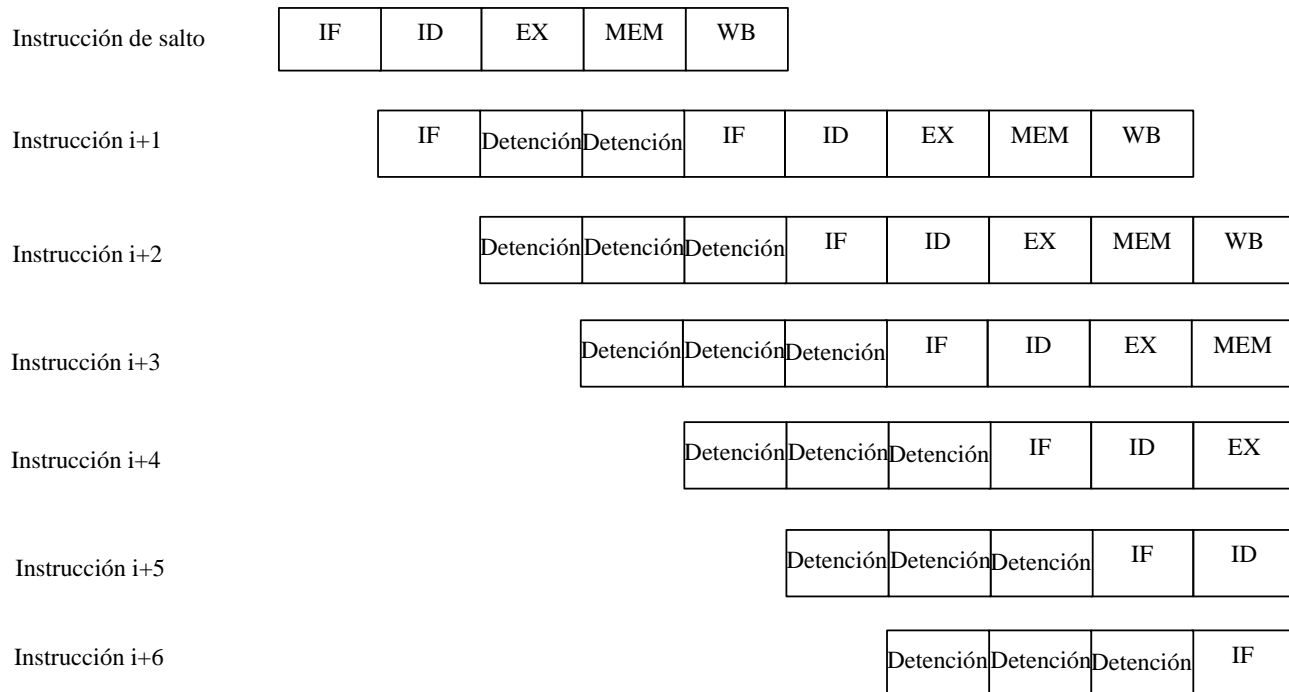 Instrucción de salto IF ID EX MEM WB
Instrucción i+1 IF Detención Detención IF ID EX MEM WB
Instrucción i+2 Detención Detención Detención IF ID EX MEM WB
Instrucción i+3 Detención Detención Detención IF ID EX MEM
Instrucción i+4 Detención Detención Detención IF ID EX
Instrucción i+5 Detención Detención Detención IF ID
Instrucción i+6 Detención Detención Detención IF